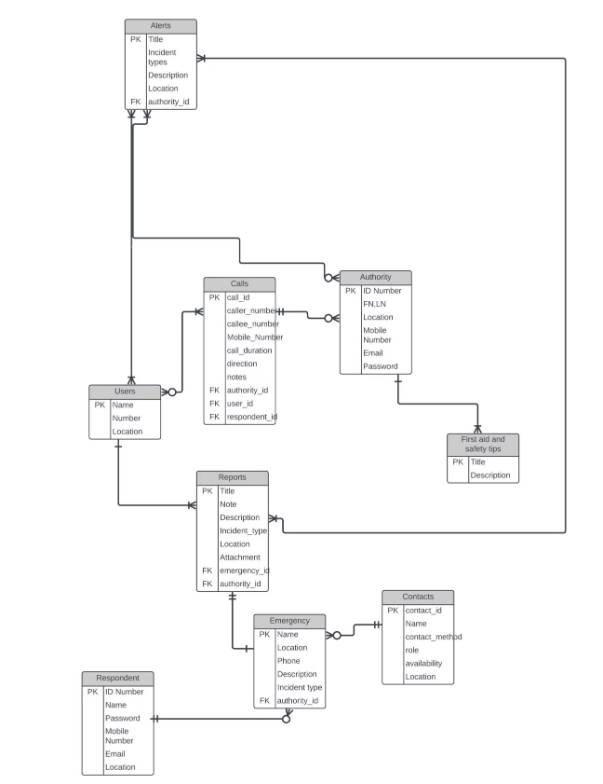 Alerts
PK Title
Incident
types
Description
Location
FK authority_id
Calls
PK call_id
caller_number
callee_number
Mobile_Number
call_duration
direction
notes
FK authority_id
FK user_id
FK respondent_id
Authority
PK ID Number
FN,LN
Location
Mobile
Number
Email
Password
Users
PK Name
Number
Location
First aid and
safety tips
PK Title
Description
Reports
PK Title
Note
Description
Incident_type
Location
Attachment
FK emergency_id
FK authority_id
Emergency
PK Name
Location
Phone
Description
Incident type
FK authority_id
Contacts
PK contact_id
Name
contact_method
role
availability
Location
Respondent
PK ID Number
Name
Password
Mobile
Number
Email
Location